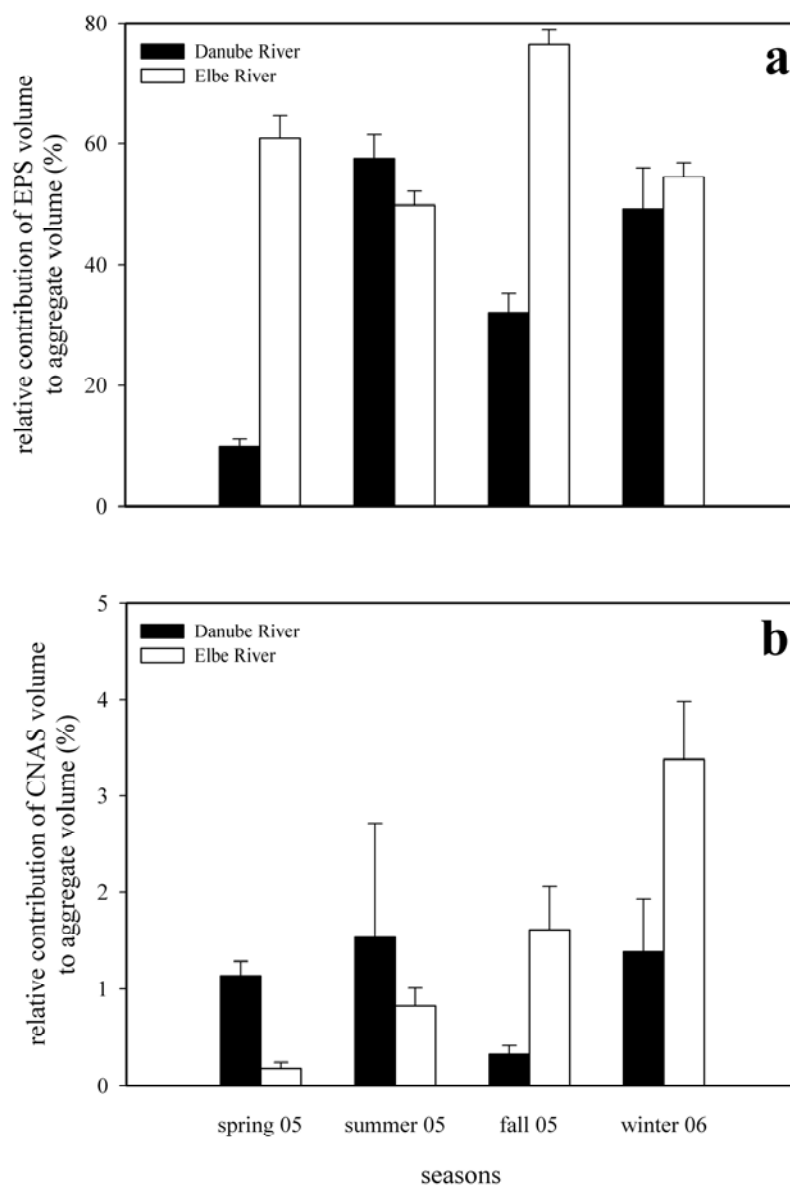 80
60
40
20
0
relative contribution of EPS volume
to aggregate volume (%)
Danube River
Elbe River
a
5
4
3
2
1
0
relative contribution of CNAS volume
to aggregate volume (%)
Danube River
Elbe River
b
spring 05 summer 05 fall 05 winter 06
seasons